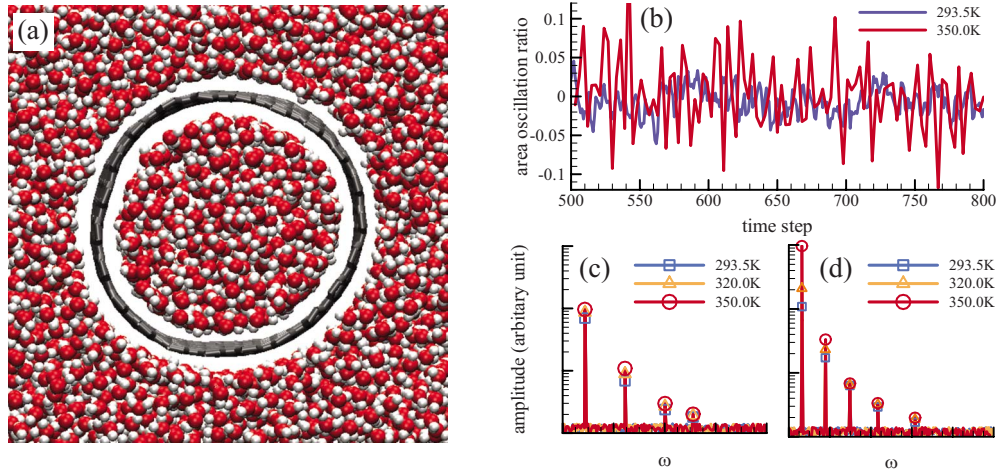 (a)
(b)
293.5K
350.0K
area oscillation ratio
0.1
0.05
0
-0.05
-0.1
500
550
600
650
700
750
800
time step
(c)
293.5K
320.0K
350.0K
amplitude (arbitary unit)
ω
(d)
293.5K
320.0K
350.0K
ω